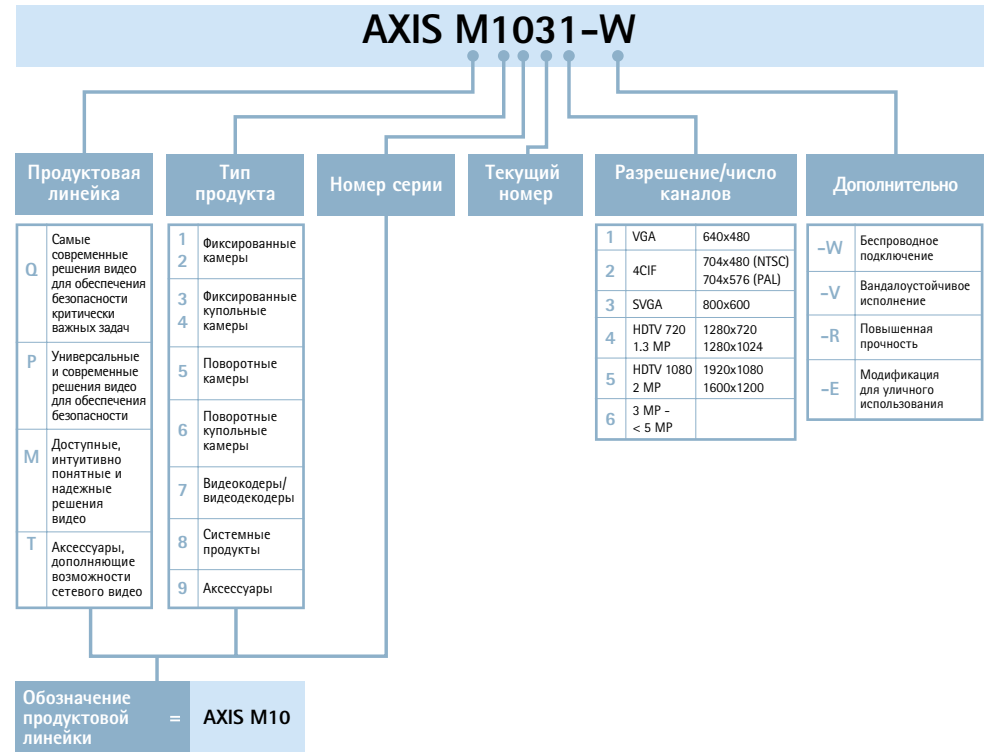 AXIS M1031-W
Продуктовая
линейка
Q
Самые
современные
решения видео
для обеспечения
безопасности
критически
важных задач
P
Универсальные
и современные
решения видео
для обеспечения
безопасности
M
Доступные,
интуитивно
понятные и
надежные
решения
видео
T
Аксессуары,
дополняющие
возможности
сетевого видео
Тип
продукта
1
2
Фиксированные
камеры
3
4
Фиксированные
купольные
камеры
5
Поворотные
камеры
6
Поворотные
купольные
камеры
7
Видеокодеры/
видеодекодеры
8
Системные
продукты
9
Аксессуары
Номер серии
Текущий
номер
Разрешение/число
каналов
1 VGA 640x480
2 4CIF 704x480 (NTSC)
704x576 (PAL)
3 SVGA 800x600
4 HDTV 720 1280x720
1.3 MP 1280x1024
5 HDTV 1080 1920x1080
2 MP 1600x1200
6 3 MP -
< 5 MP
Дополнительно
-W
Беспроводное
подключение
-V
Вандалоустойчивое
исполнение
-R
Повышенная
прочность
-E
Модификация
для уличного
использования
Обозначение
продуктовой
линейки
= AXIS M10